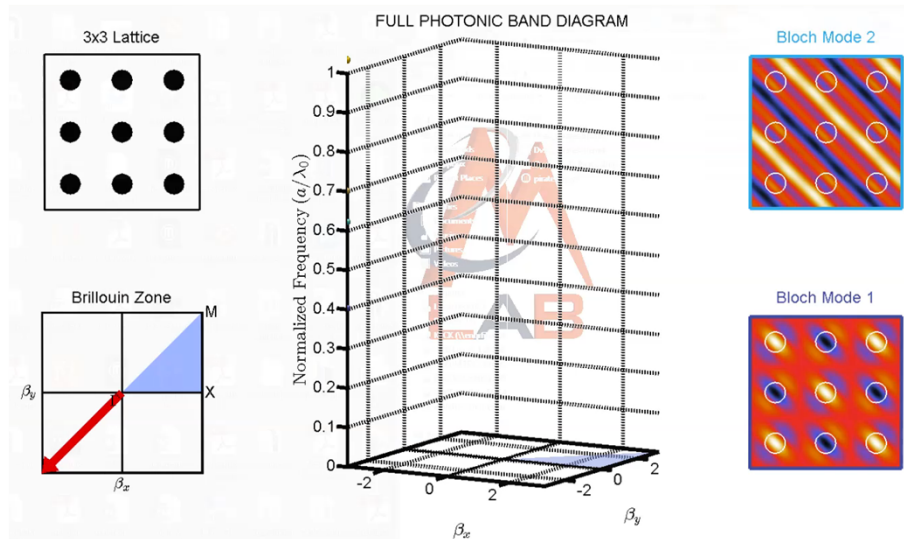 FULL PHOTONIC BAND DIAGRAM
3x3 Lattice
Bloch Mode 2
Normalized Frequency (a/λ₀)
1
0.9
0.8
0.7
0.6
0.5
0.4
0.3
0.2
0.1
0
-2
0
2
βₓ
-2
0
2
β_y
Brillouin Zone
M
X
Γ
β_y
βₓ
Bloch Mode 1
LAB